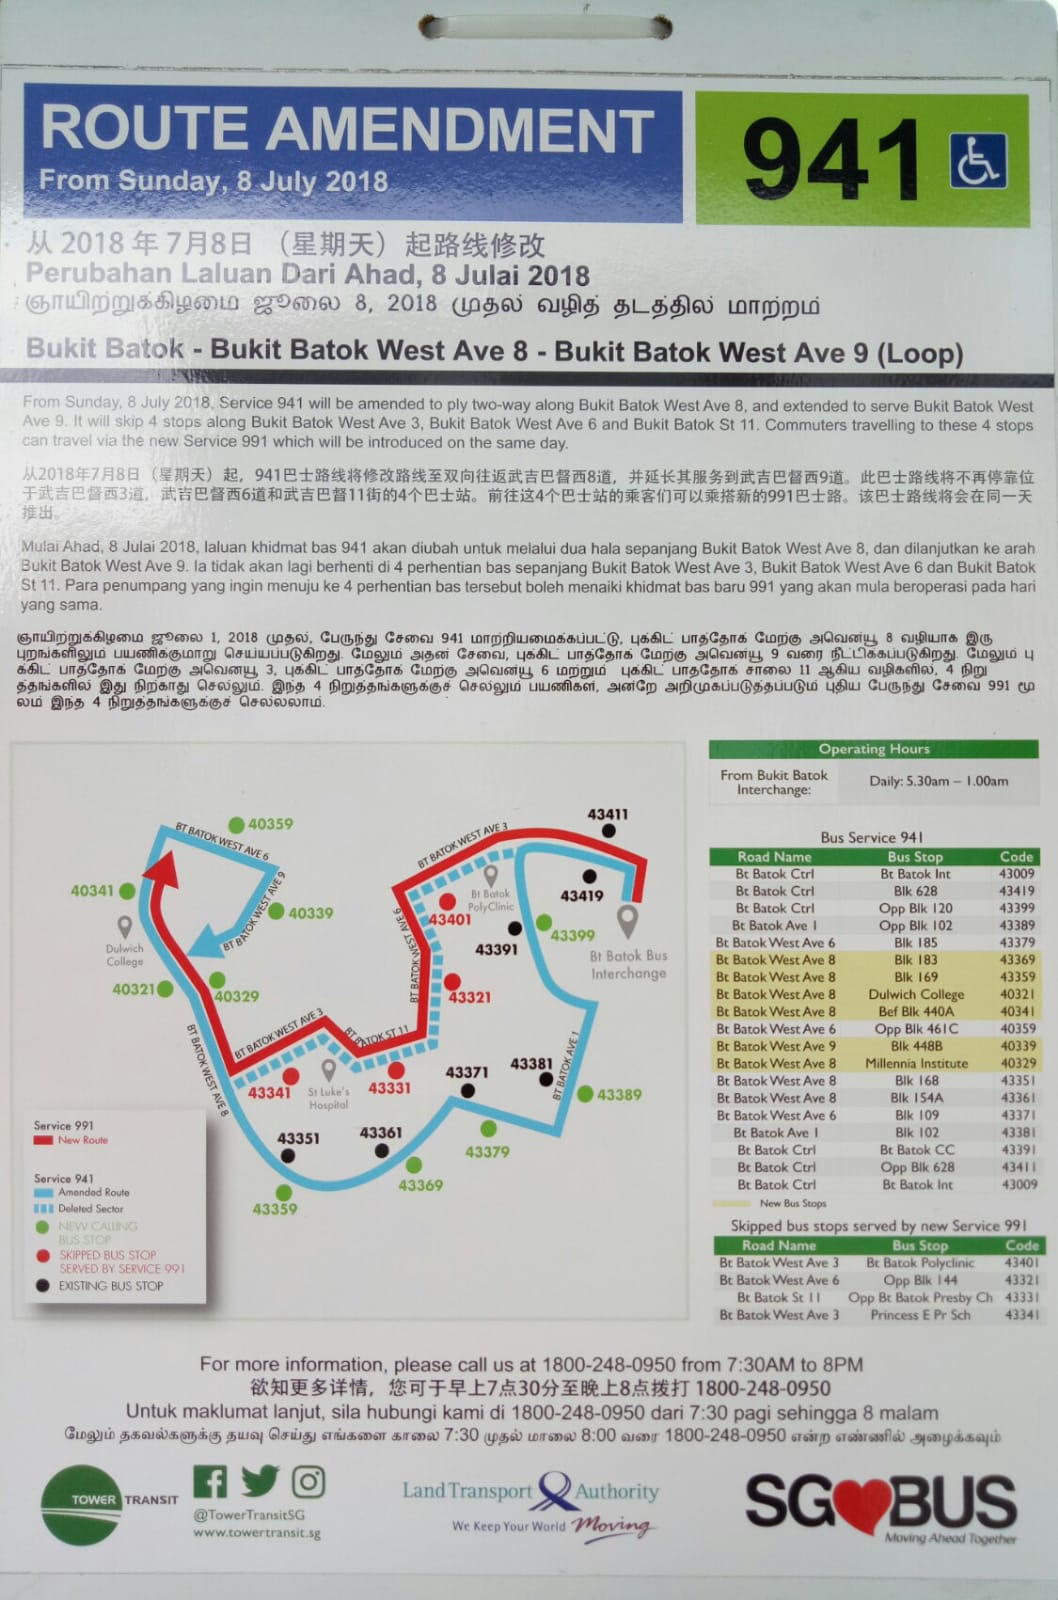 ROUTE AMENDMENT
From Sunday, 8 July 2018
941
从 2018 年 7月8日 （星期天）起路线修改
Perubahan Laluan Dari Ahad, 8 Julai 2018
ஞாயிற்றுக்கிழமை ஜூலை 8, 2018 முதல் வழித் தடத்தில் மாற்றம்
Bukit Batok - Bukit Batok West Ave 8 - Bukit Batok West Ave 9 (Loop)
From Sunday, 8 July 2018, Service 941 will be amended to ply two-way along Bukit Batok West Ave 8, and extended to serve Bukit Batok West
Ave 9. It will skip 4 stops along Bukit Batok West Ave 3, Bukit Batok West Ave 6 and Bukit Batok St 11. Commuters travelling to these 4 stops
can travel via the new Service 991 which will be introduced on the same day.
从2018年7月8日（星期天）起，941巴士路线将修改路线至双向往返武吉巴督西8道，并延长其服务到武吉巴督西9道。此巴士路线将不再停靠位
于武吉巴督西3道，武吉巴督西6道和武吉巴督11街的4个巴士站。前往这4个巴士站的乘客们可以乘搭新的991巴士路。该巴士路线将会在同一天
推出。
Mulai Ahad, 8 Julai 2018, laluan khidmat bas 941 akan diubah untuk melalui dua hala sepanjang Bukit Batok West Ave 8, dan dilanjutkan ke arah
Bukit Batok West Ave 9. Ia tidak akan lagi berhenti di 4 perhentian bas sepanjang Bukit Batok West Ave 3, Bukit Batok West Ave 6 dan Bukit Batok
St 11. Para penumpang yang ingin menuju ke 4 perhentian bas tersebut boleh menaiki khidmat bas baru 991 yang akan mula beroperasi pada hari
yang sama.
ஞாயிற்றுக்கிழமை ஜூலை 1, 2018 முதல், பேருந்து சேவை 941 மாற்றியமைக்கப்பட்டு, புக்கிட் பாத்தோக் மேற்கு அவென்யூ 8 வழியாக இரு
புறங்களிலும் பயணிக்குமாறு செய்யப்படுகிறது. மேலும் அதன் சேவை, புக்கிட் பாத்தோக் மேற்கு அவென்யூ 9 வரை நீட்டிக்கப்படுகிறது. மேலும் பு
க்கிட் பாத்தோக் மேற்கு அவென்யூ 3, புக்கிட் பாத்தோக் மேற்கு அவென்யூ 6 மற்றும் புக்கிட் பாத்தோக் சாலை 11 ஆகிய வழிகளில், 4 நிறு
த்தங்களில் இது நிற்காது செல்லும். இந்த 4 நிறுத்தங்களுக்குச் செல்லும் பயணிகள், அன்றே அறிமுகப்படுத்தப்படும் புதிய பேருந்து சேவை 991 மூ
லம் இந்த 4 நிறுத்தங்களுக்குச் செல்லலாம்.
BT BATOK WEST AVE 6
40359
BT BATOK WEST AVE 3
43411
40341
BT BATOK WEST AVE 9
40339
Dulwich
College
Bt Batok
PolyClinic
43419
43401
BT BATOK WEST AVE 6
43391
43399
Bt Batok Bus
Interchange
40321
40329
43321
BT BATOK WEST AVE 3
BT BATOK ST 11
BT BATOK WEST AVE 8
43341
St Luke's
Hospital
43331
43371
43381
BT BATOK AVE 1
43389
43351
43361
43379
43369
43359
Service 991
New Route
Service 941
Amended Route
Deleted Sector
NEW CALLING
BUS STOP
SKIPPED BUS STOP
SERVED BY SERVICE 991
EXISTING BUS STOP
Operating Hours
From Bukit Batok
Interchange:
Daily: 5.30am – 1.00am
Bus Service 941
Road Name Bus Stop Code
Bt Batok Ctrl Bt Batok Int 43009
Bt Batok Ctrl Blk 628 43419
Bt Batok Ctrl Opp Blk 120 43399
Bt Batok Ave 1 Opp Blk 102 43389
Bt Batok West Ave 6 Blk 185 43379
Bt Batok West Ave 8 Blk 183 43369
Bt Batok West Ave 8 Blk 169 43359
Bt Batok West Ave 8 Dulwich College 40321
Bt Batok West Ave 8 Bef Blk 440A 40341
Bt Batok West Ave 6 Opp Blk 461C 40359
Bt Batok West Ave 9 Blk 448B 40339
Bt Batok West Ave 8 Millennia Institute 40329
Bt Batok West Ave 8 Blk 168 43351
Bt Batok West Ave 8 Blk 154A 43361
Bt Batok West Ave 6 Blk 109 43371
Bt Batok Ave 1 Blk 102 43381
Bt Batok Ctrl Bt Batok CC 43391
Bt Batok Ctrl Opp Blk 628 43411
Bt Batok Ctrl Bt Batok Int 43009
New Bus Stops
Skipped bus stops served by new Service 991
Road Name Bus Stop Code
Bt Batok West Ave 3 Bt Batok Polyclinic 43401
Bt Batok West Ave 6 Opp Blk 144 43321
Bt Batok St 11 Opp Bt Batok Presby Ch 43331
Bt Batok West Ave 3 Princess E Pr Sch 43341
For more information, please call us at 1800-248-0950 from 7:30AM to 8PM
欲知更多详情，您可于早上7点30分至晚上8点拨打 1800-248-0950
Untuk maklumat lanjut, sila hubungi kami di 1800-248-0950 dari 7:30 pagi sehingga 8 malam
மேலும் தகவல்களுக்கு தயவு செய்து எங்களை காலை 7:30 முதல் மாலை 8:00 வரை 1800-248-0950 என்ற எண்ணில் அழைக்கவும்
TOWER TRANSIT
@TowerTransitSG
www.towertransit.sg
Land Transport Authority
We Keep Your World Moving
SG BUS
Moving Ahead Together